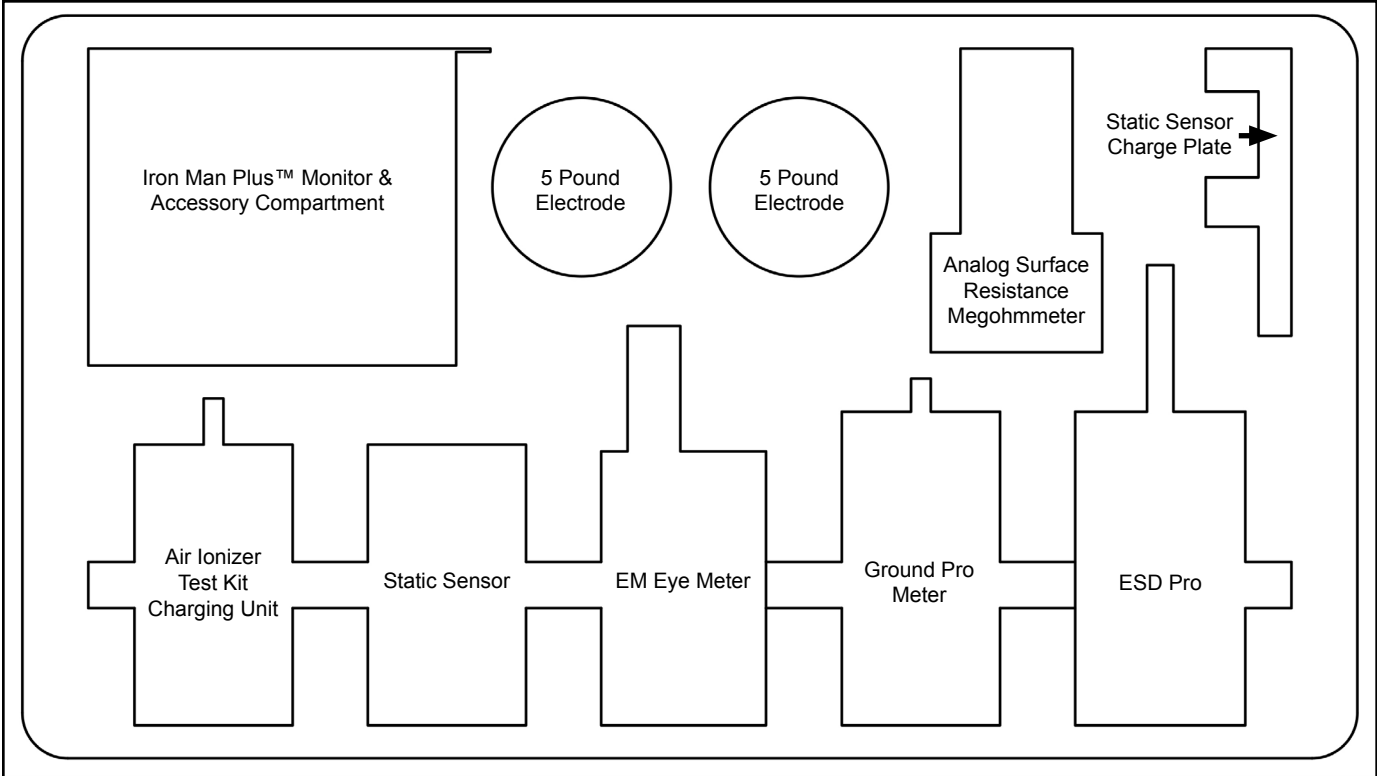 Iron Man Plus™ Monitor &
Accessory Compartment
5 Pound
Electrode
5 Pound
Electrode
Static Sensor
Charge Plate
Analog Surface
Resistance
Megohmmeter
Air Ionizer
Test Kit
Charging Unit
Static Sensor
EM Eye Meter
Ground Pro
Meter
ESD Pro